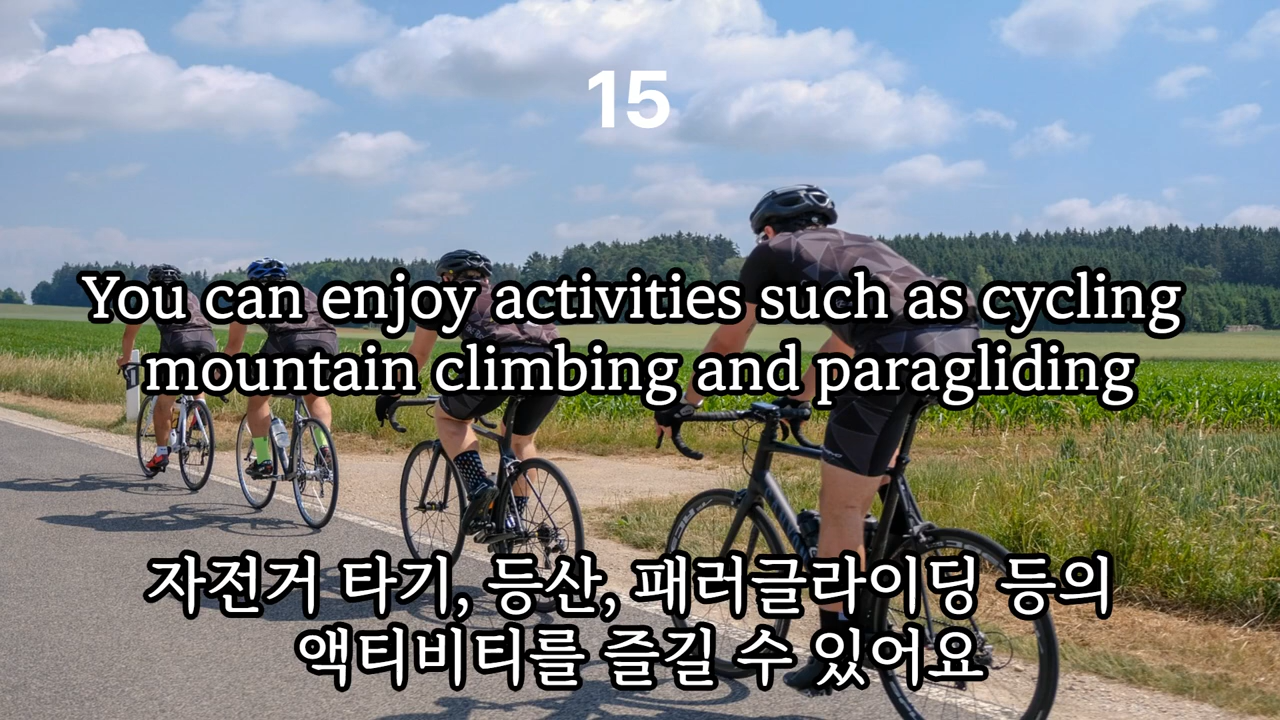 15
You can enjoy activities such as cycling
mountain climbing and paragliding
자전거 타기, 등산, 패러글라이딩 등의
액티비티를 즐길 수 있어요